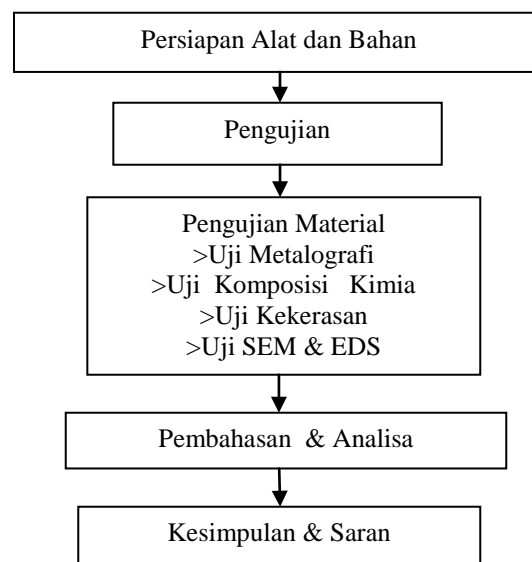 Persiapan Alat dan Bahan
Pengujian
Pengujian Material
>Uji Metalografi
>Uji Komposisi Kimia
>Uji Kekerasan
>Uji SEM & EDS
Pembahasan & Analisa
Kesimpulan & Saran